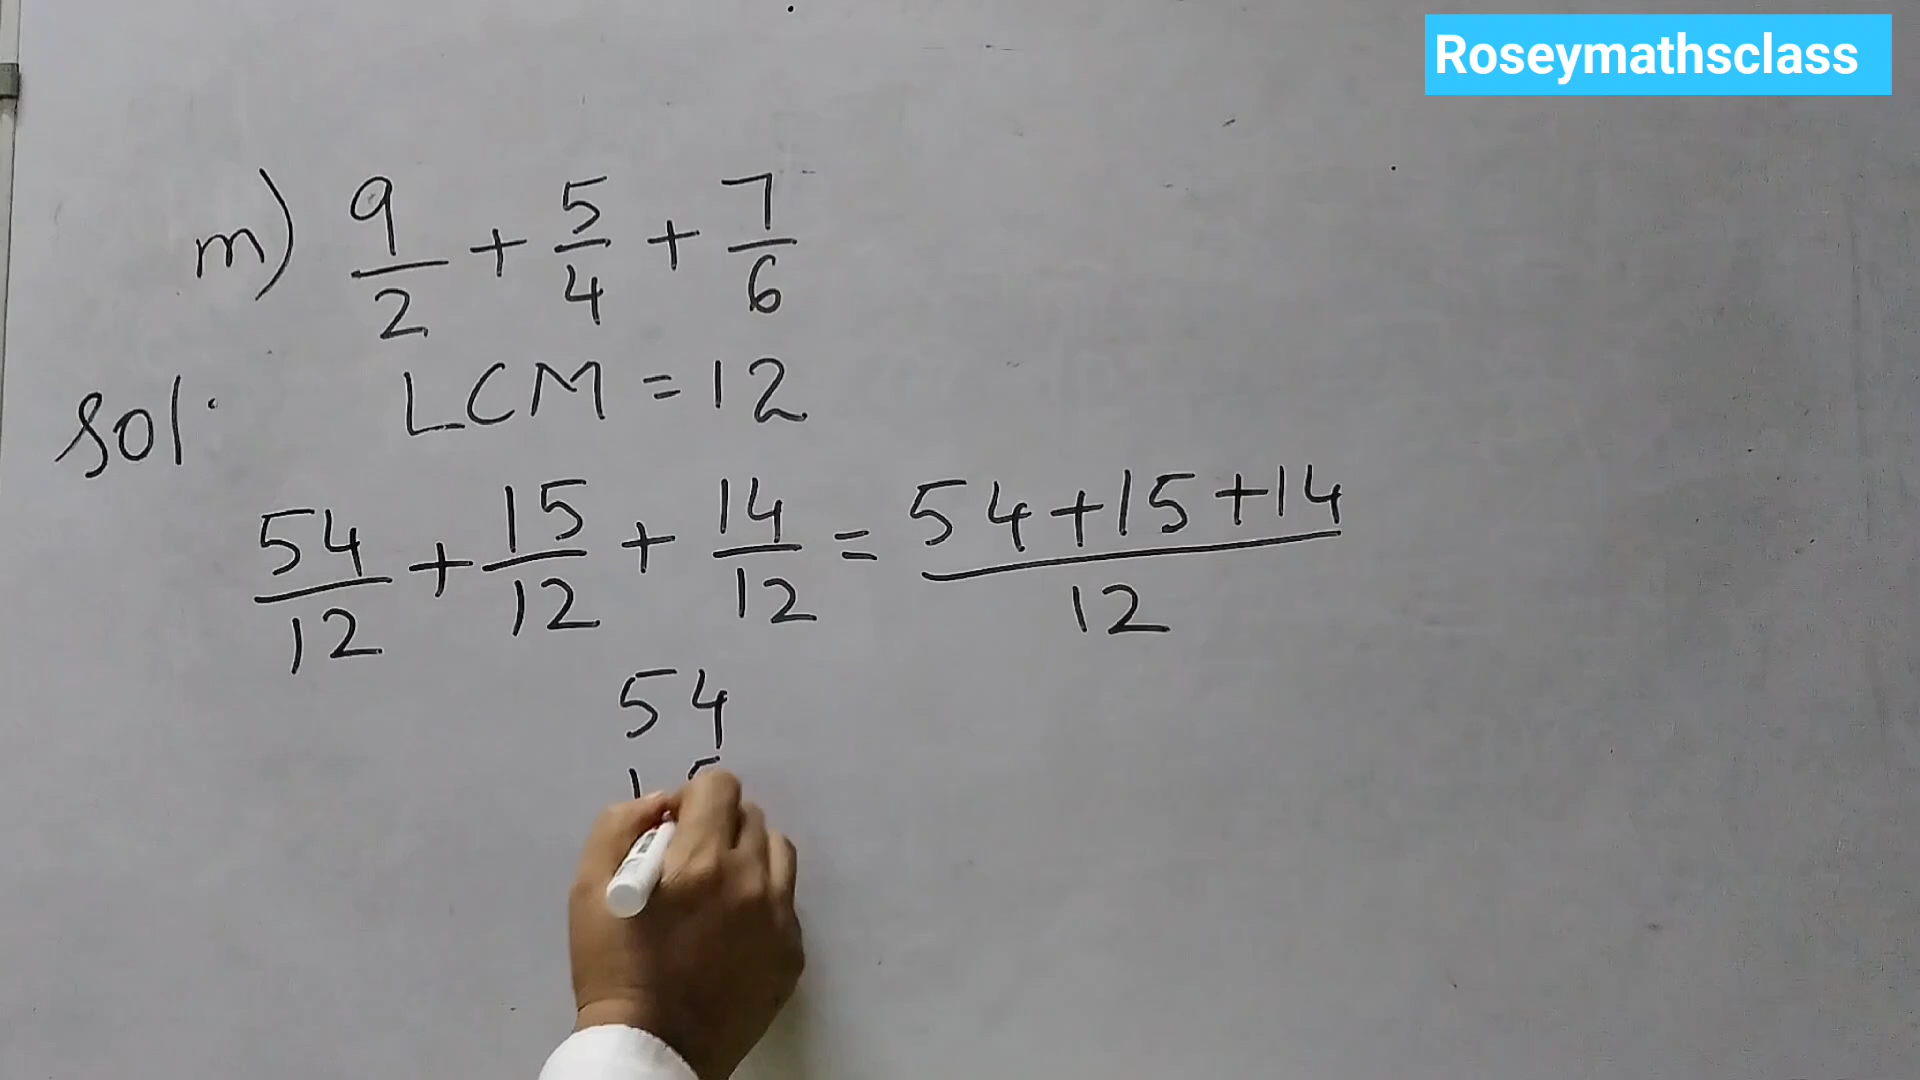 Roseymathsclass
m) 9/2 + 5/4 + 7/6
Sol. LCM = 12
54/12 + 15/12 + 14/12 = 54+15+14/12
54